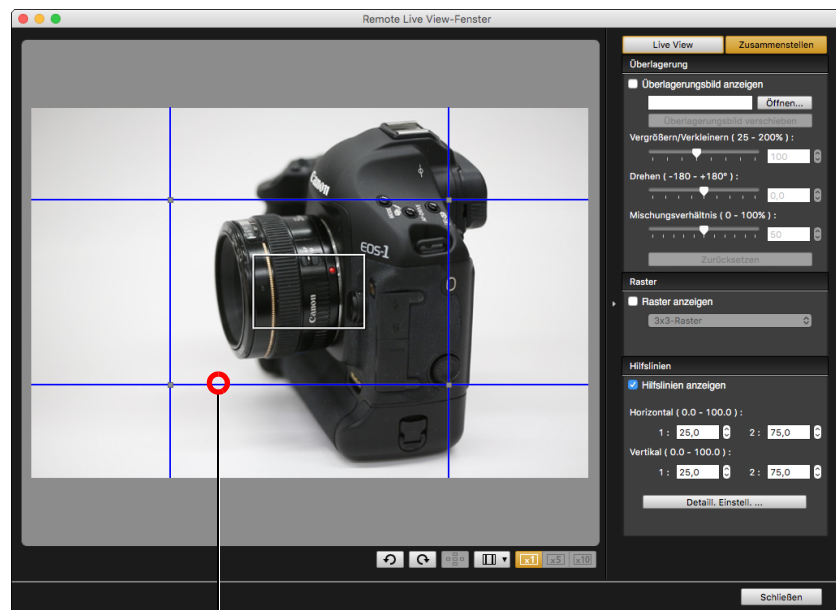 Remote Live View-Fenster
Live View
Zusammenstellen
Überlagerung
Überlagerungsbild anzeigen
Öffnen...
Überlagerungsbild verschieben
Vergrößern/Verkleinern ( 25 - 200% ) :
100
Drehen ( -180 - +180° ) :
0,0
Mischungsverhältnis ( 0 - 100% ) :
50
Zurücksetzen
Raster
Raster anzeigen
3x3-Raster
Hilfslinien
Hilfslinien anzeigen
Horizontal ( 0.0 - 100.0 ) :
1 : 25,0 2 : 75,0
Vertikal ( 0.0 - 100.0 ) :
1 : 25,0 2 : 75,0
Detaill. Einstell. ...
Canon
EOS-1
Canon
x1 x5 x10
Schließen